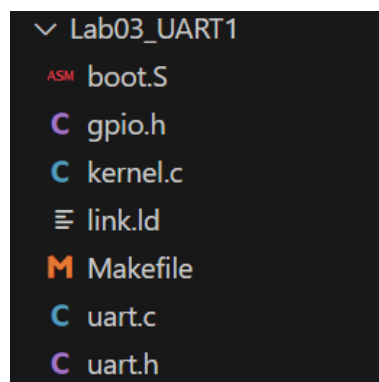 Lab03_UART1
ASM boot.S
C gpio.h
C kernel.c
link.ld
M Makefile
C uart.c
C uart.h